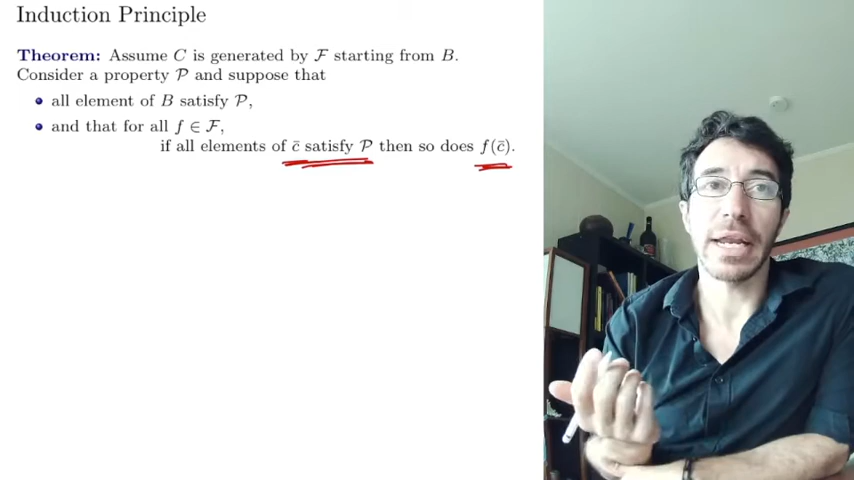 Induction Principle
Theorem: Assume C is generated by 𝓕 starting from B.
Consider a property 𝒫 and suppose that
• all element of B satisfy 𝒫,
• and that for all f ∈ 𝓕,
if all elements of c̄ satisfy 𝒫 then so does f(c̄).